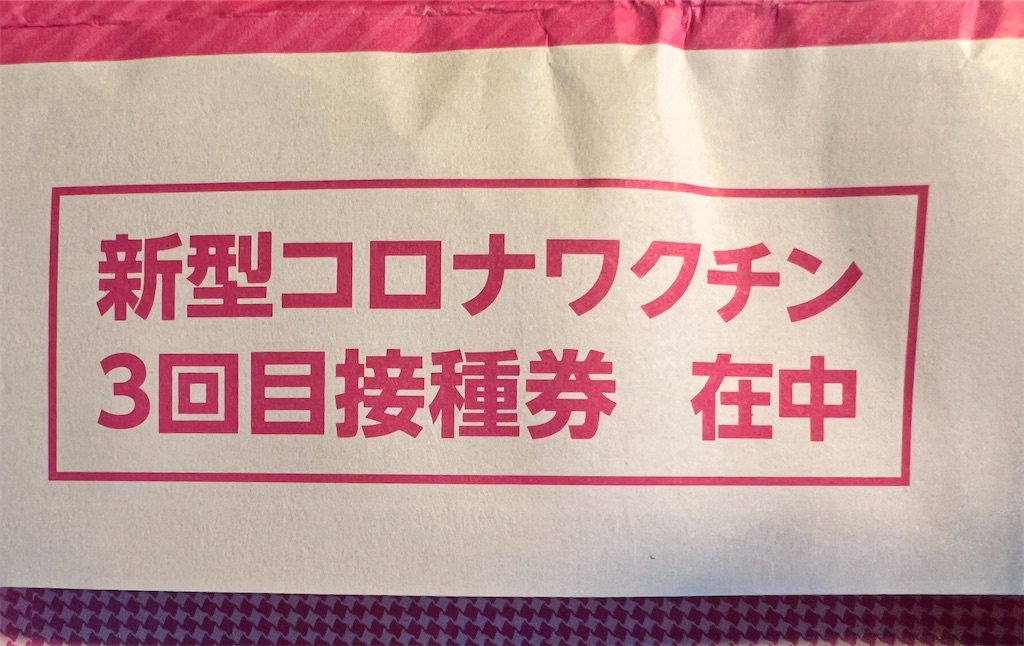 新型コロナワクチン
3回目接種券　在中